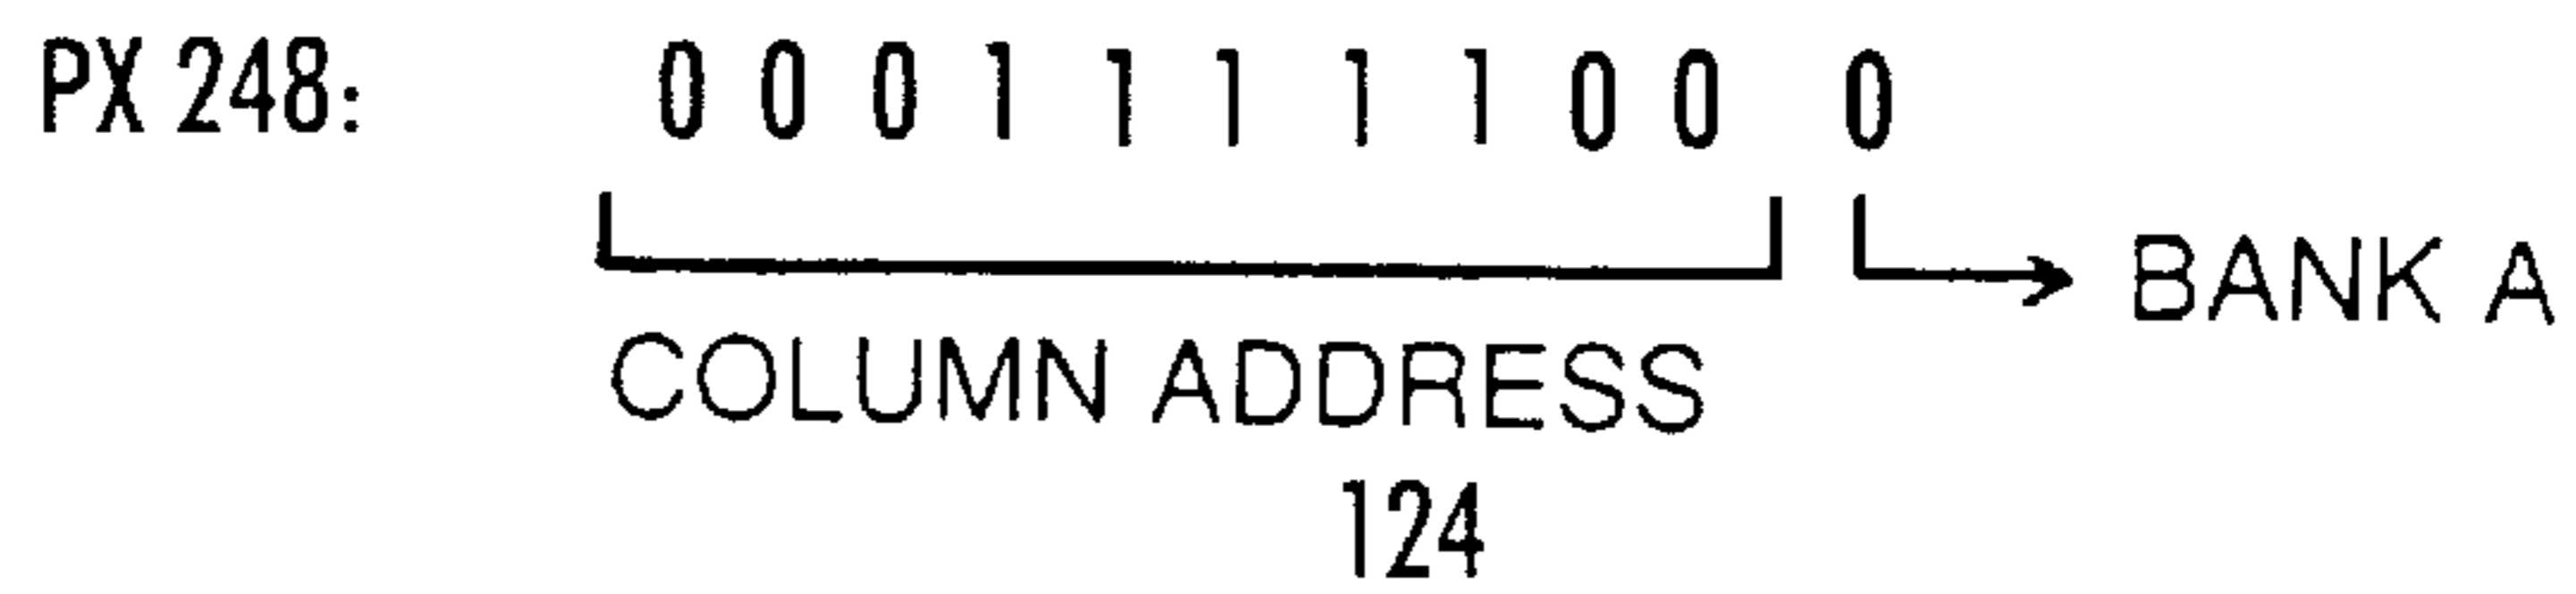 PX 248: 0 0 0 1 1 1 1 1 0 0 0
BANK A
COLUMN ADDRESS
124